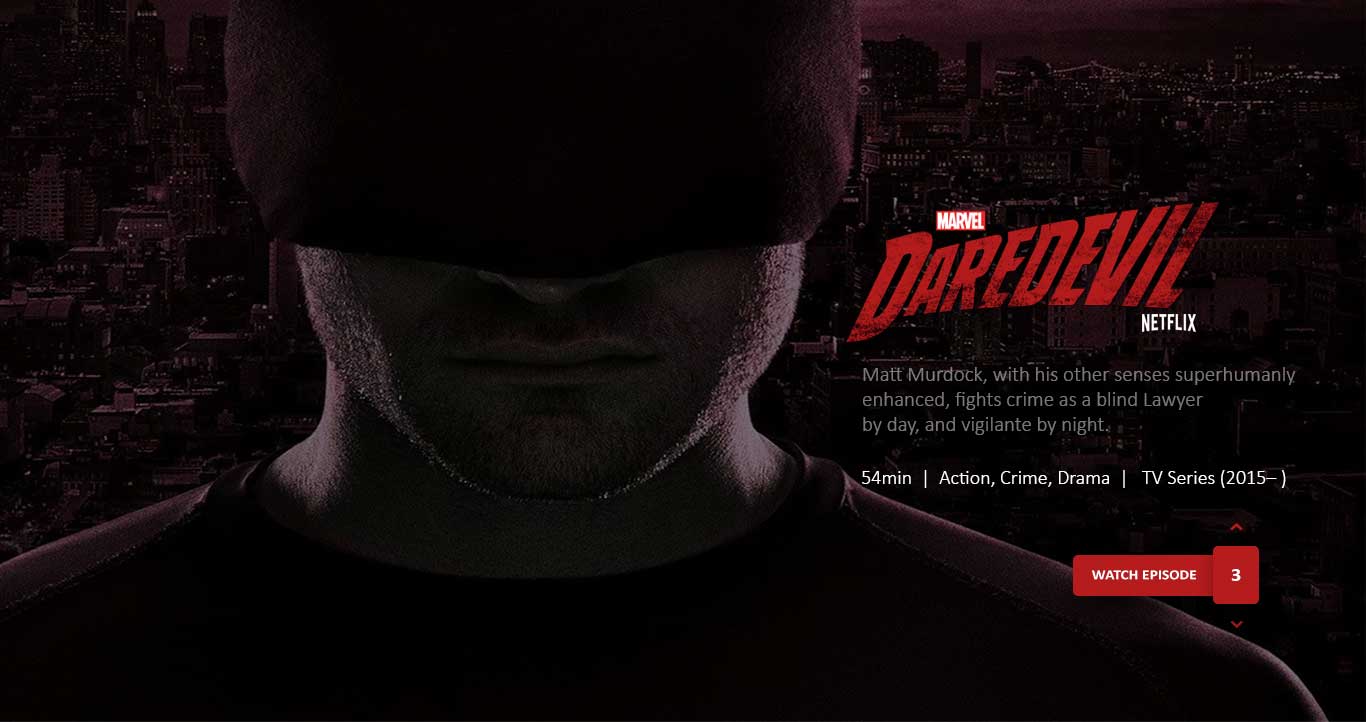 MARVEL
DAREDEVIL
NETFLIX
Matt Murdock, with his other senses superhumanly
enhanced, fights crime as a blind Lawyer
by day, and vigilante by night.
54min | Action, Crime, Drama | TV Series (2015– )
WATCH EPISODE 3